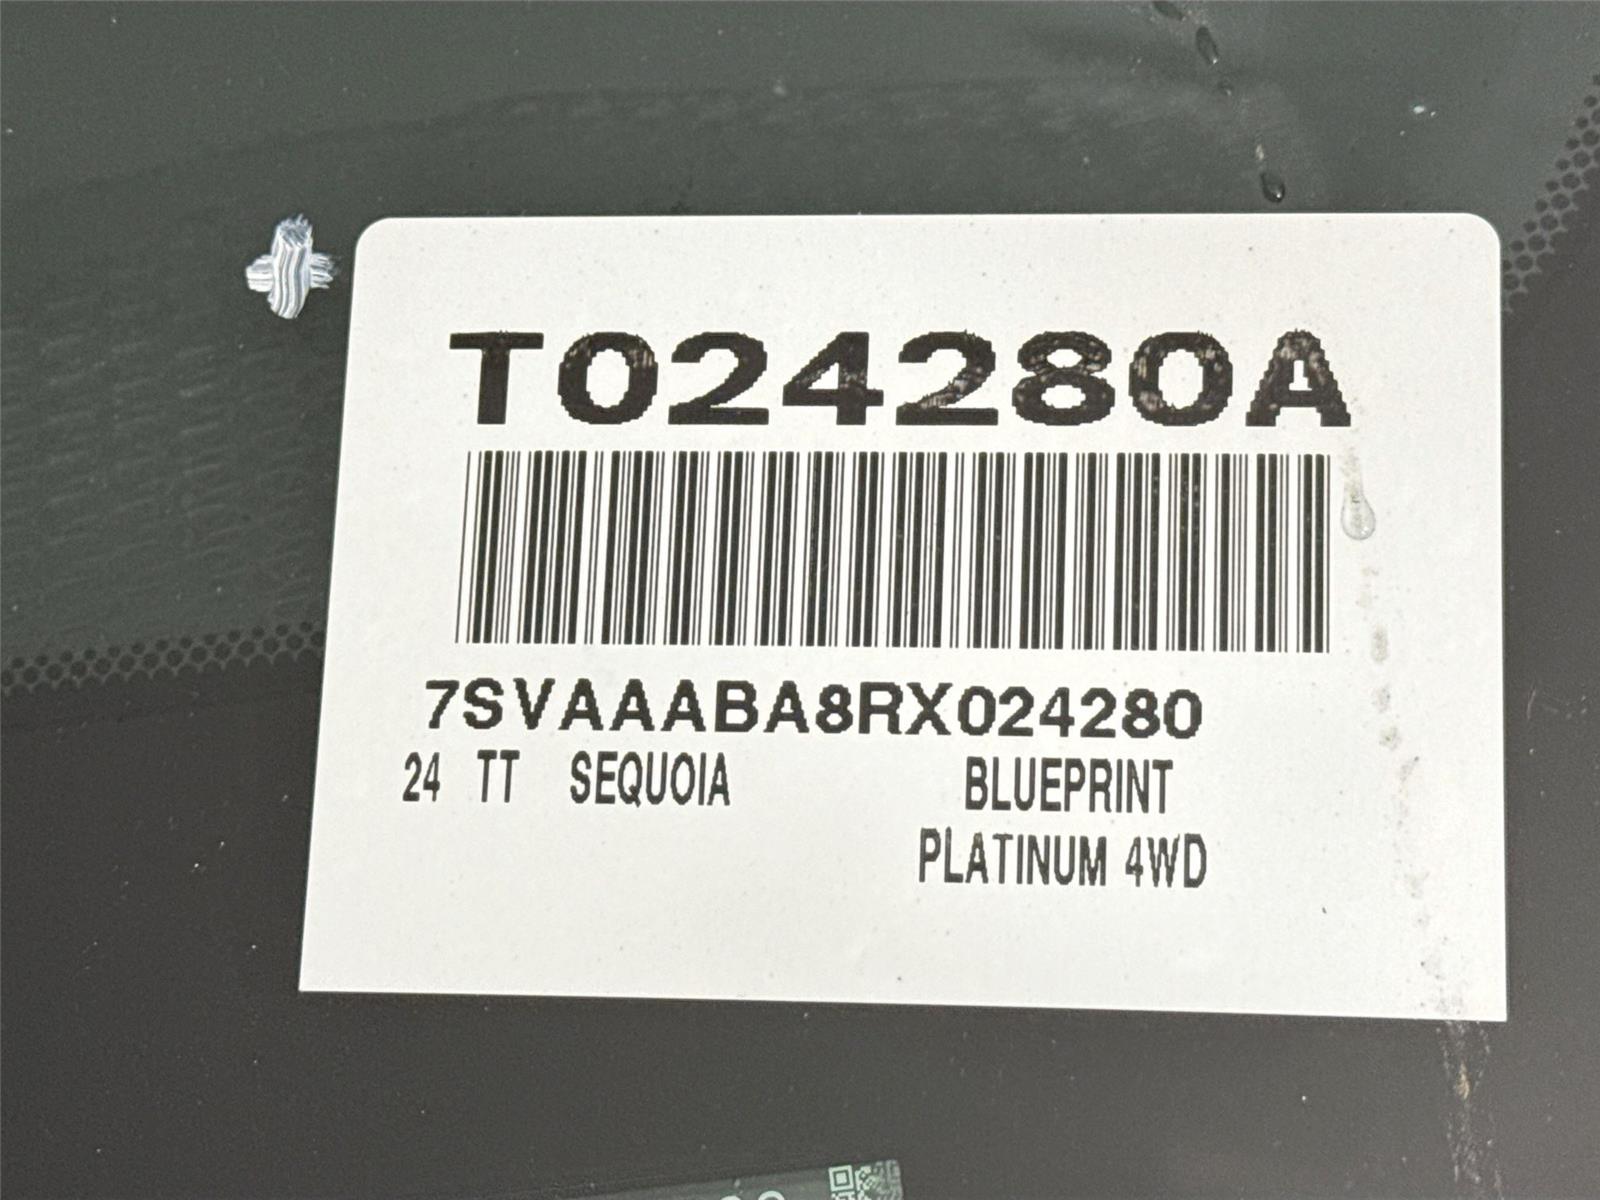 T024280A
7SVAAABA8RX024280
24 TT SEQUOIA BLUEPRINT
PLATINUM 4WD